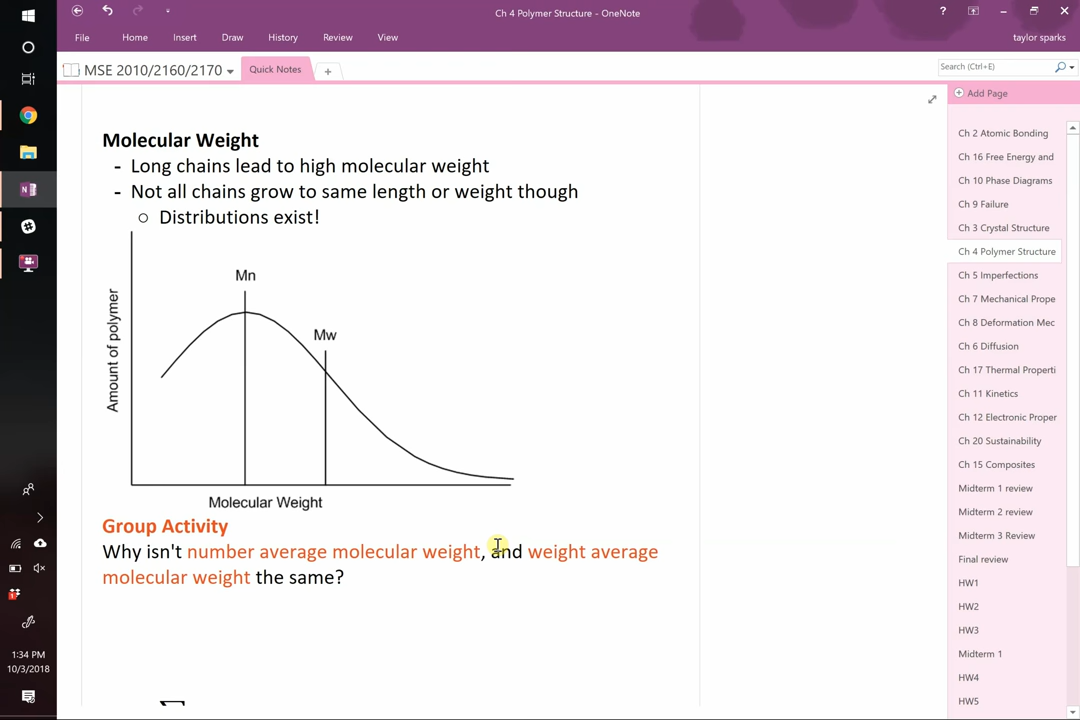 Ch 4 Polymer Structure - OneNote
?
File
Home
Insert
Draw
History
Review
View
taylor sparks
MSE 2010/2160/2170
Quick Notes
+
Search (Ctrl+E)
Add Page
Molecular Weight
- Long chains lead to high molecular weight
- Not all chains grow to same length or weight though
Distributions exist!
Mn
Mw
Amount of polymer
Molecular Weight
Group Activity
Why isn't number average molecular weight, and weight average
molecular weight the same?
Ch 2 Atomic Bonding
Ch 16 Free Energy and
Ch 10 Phase Diagrams
Ch 9 Failure
Ch 3 Crystal Structure
Ch 4 Polymer Structure
Ch 5 Imperfections
Ch 7 Mechanical Prope
Ch 8 Deformation Mec
Ch 6 Diffusion
Ch 17 Thermal Properti
Ch 11 Kinetics
Ch 12 Electronic Proper
Ch 20 Sustainability
Ch 15 Composites
Midterm 1 review
Midterm 2 review
Midterm 3 Review
Final review
HW1
HW2
HW3
Midterm 1
HW4
HW5
1:34 PM
10/3/2018